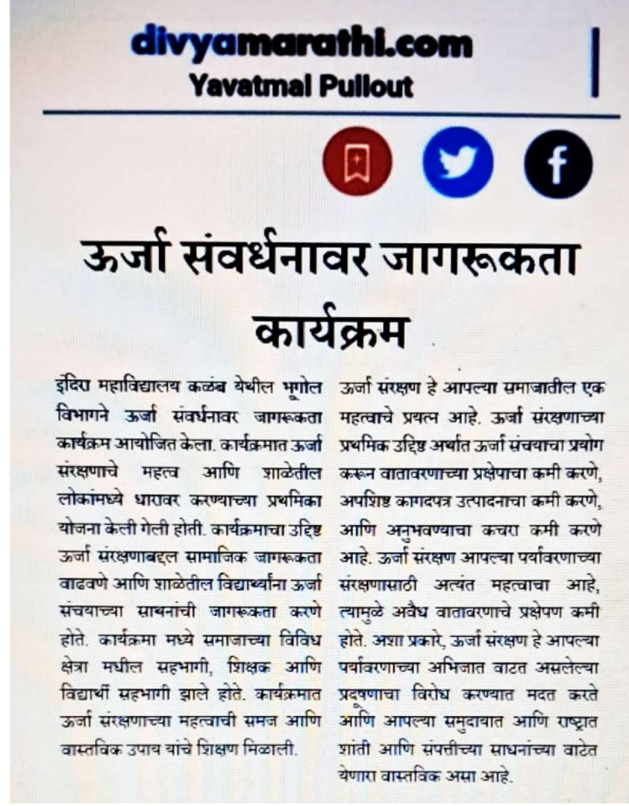 divyamarathi.com
Yavatmal Pullout
ऊर्जा संवर्धनावर जागरूकता
कार्यक्रम
इंदिरा महाविद्यालय कळंब येथील भूगोल
विभागने ऊर्जा संवर्धनावर जागरूकता
कार्यक्रम आयोजित केला. कार्यक्रमात ऊर्जा
संरक्षणाचे महत्व आणि शाळेतील
लोकांमध्ये धारावर करण्याच्या प्रथमिका
योजना केली गेली होती. कार्यक्रमाचा उद्दिष्ट
ऊर्जा संरक्षणाबद्दल सामाजिक जागरूकता
वाढवणे आणि शाळेतील विद्यार्थ्यांना ऊर्जा
संचयाच्या साधनांची जागरूकता करणे
होते. कार्यक्रमा मध्ये समाजाच्या विविध
क्षेत्रा मधील सहभागी, शिक्षक आणि
विद्यार्थी सहभागी झाले होते. कार्यक्रमात
ऊर्जा संरक्षणाच्या महत्वाची समज आणि
वास्तविक उपाय यांचे शिक्षण मिळाली.
ऊर्जा संरक्षण हे आपल्या समाजातील एक
महत्वाचे प्रयत्न आहे. ऊर्जा संरक्षणाच्या
प्रथमिक उद्दिष्ट अर्थात ऊर्जा संचयाचा प्रयोग
करून वातावरणाच्या प्रक्षेपाचा कमी करणे,
अपशिष्ट कागदपत्र उत्पादनाचा कमी करणे,
आणि अनुभवण्याचा कचरा कमी करणे
आहे. ऊर्जा संरक्षण आपल्या पर्यावरणाच्या
संरक्षणासाठी अत्यंत महत्वाचा आहे,
त्यामुळे अवैध वातावरणाचे प्रक्षेपण कमी
होते. अशा प्रकारे, ऊर्जा संरक्षण हे आपल्या
पर्यावरणाच्या अभिजात वाटत असलेल्या
प्रदूषणाचा विरोध करण्यात मदत करते
आणि आपल्या समुदायात आणि राष्ट्रात
शांती आणि संपत्तीच्या साधनांच्या वाटेत
येणारा वास्तविक असा आहे.